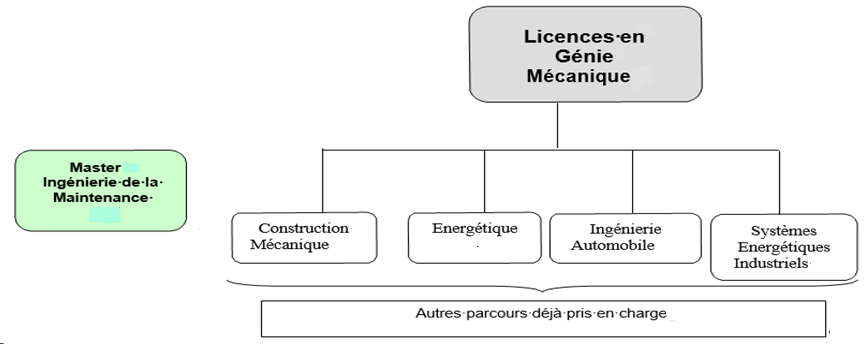 Licences en
Génie
Mécanique
Master
Ingénierie de la
Maintenance
Construction
Mécanique
Energétique
Ingénierie
Automobile
Systèmes
Energétiques
Industriels
Autres parcours déjà pris en charge